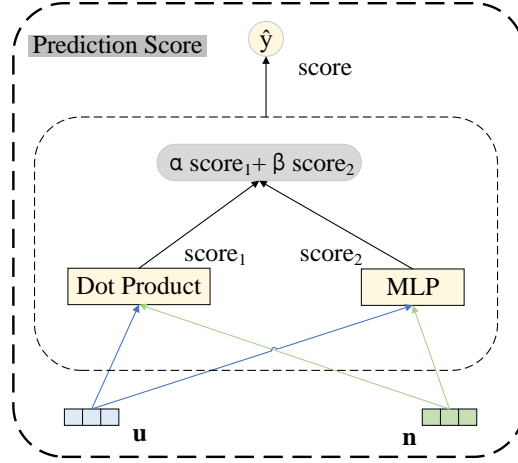 ŷ
Prediction Score
score
α score₁+ β score₂
score₁
score₂
Dot Product
MLP
u
n